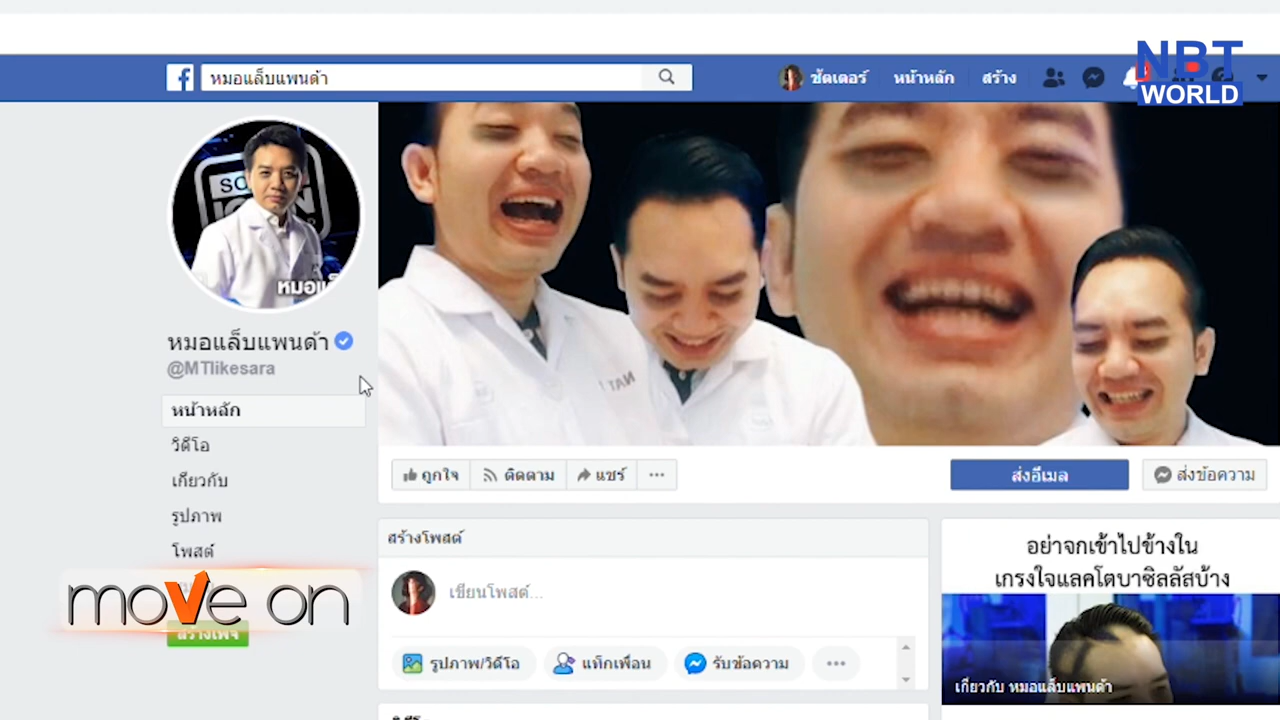 หมอแล็บแพนด้า
ชัตเตอร์
หน้าหลัก
สร้าง
NBT
WORLD
หมอแล็บแพนด้า
@MTlikesara
หน้าหลัก
วิดีโอ
เกี่ยวกับ
รูปภาพ
โพสต์
สร้างเพจ
move on
ถูกใจ
ติดตาม
แชร์
ส่งอีเมล
ส่งข้อความ
สร้างโพสต์
เขียนโพสต์...
รูปภาพ/วิดีโอ
แท็กเพื่อน
รับข้อความ
อย่าจกเข้าไปข้างใน
เกรงใจแลคโตบาซิลลัสบ้าง
เกี่ยวกับ หมอแล็บแพนด้า